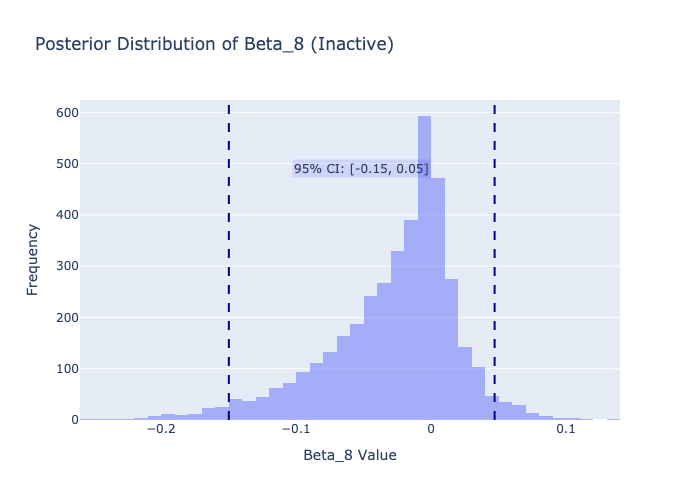 Posterior Distribution of Beta_8 (Inactive)
600
500
400
300
200
100
0
Frequency
95% CI: [-0.15, 0.05]
−0.2
−0.1
0
0.1
Beta_8 Value